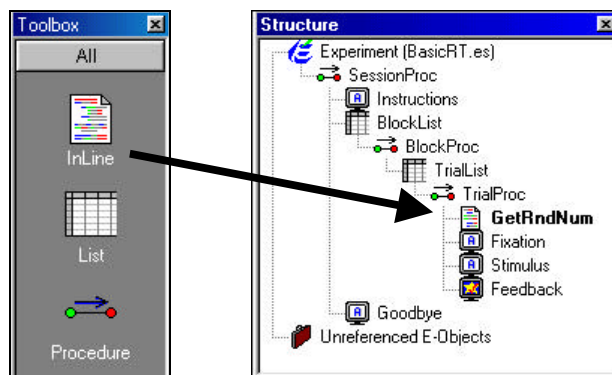 Toolbox
All
InLine
List
Procedure
Structure
Experiment (BasicRT.es)
SessionProc
Instructions
BlockList
BlockProc
TrialList
TrialProc
GetRndNum
Fixation
Stimulus
Feedback
Goodbye
Unreferenced E-Objects